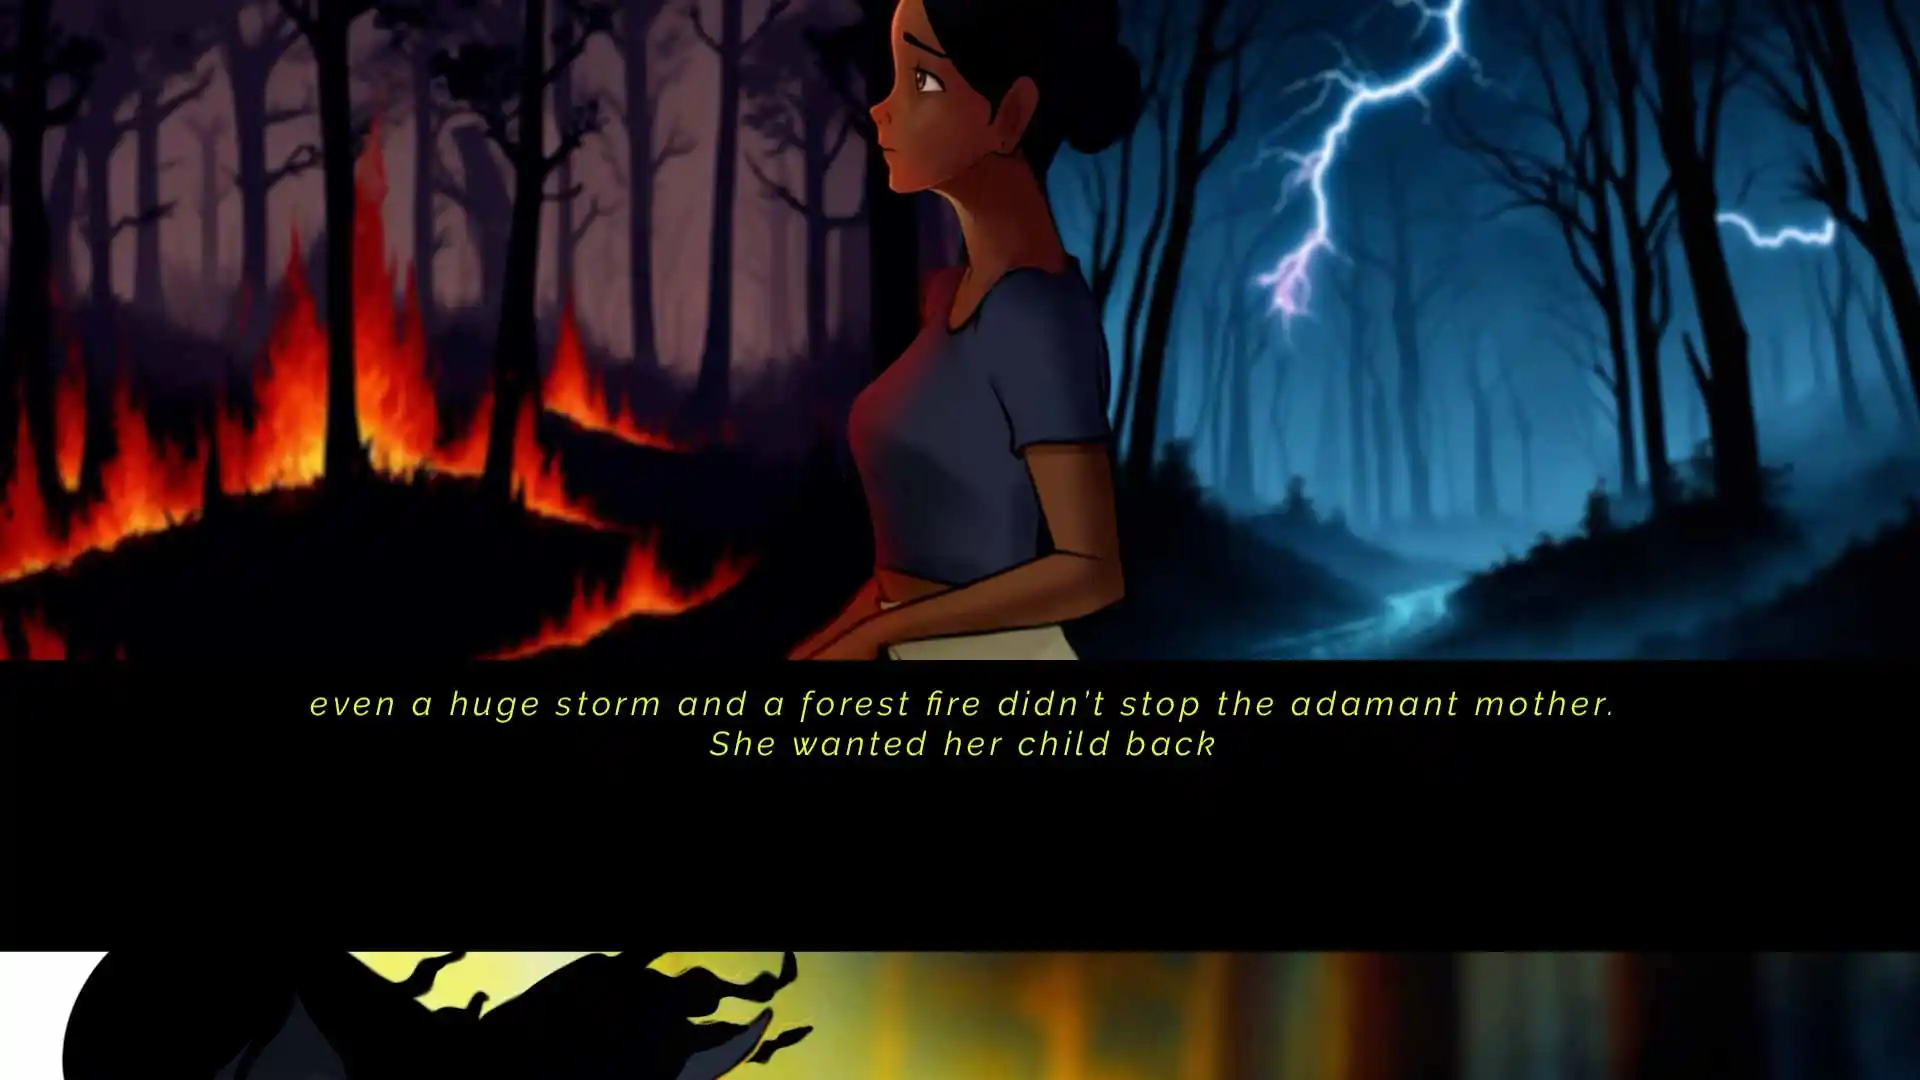 even a huge storm and a forest fire didn't stop the adamant mother.
She wanted her child back